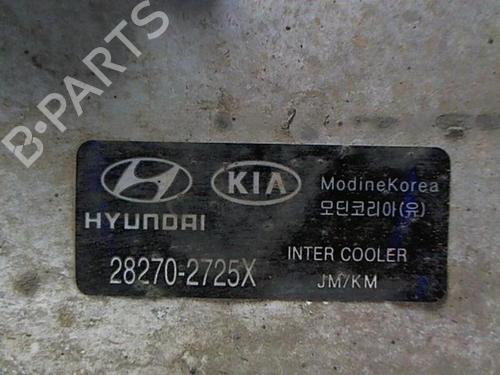 B·PARTS
HYUNDAI
KIA
ModineKorea
모딘코리아(유)
28270-2725X
INTER COOLER
JM/KM